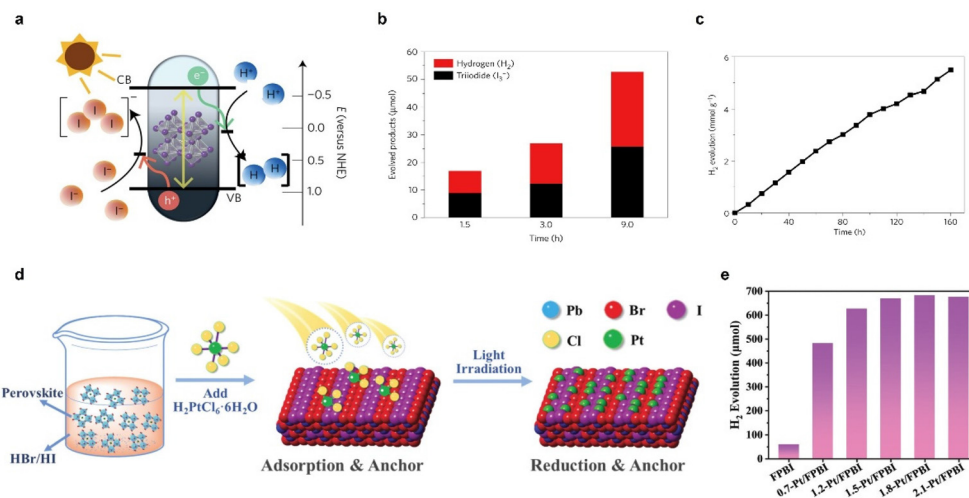 a
CB
e⁻
H⁺
H⁺
[I I I]⁻
I⁻
I⁻
I⁻
h⁺
VB
H H
−0.5
0.0
0.5
1.0
E (versus NHE)
b
Evolved products (μmol)
60
50
40
30
20
10
0
Hydrogen (H₂)
Triiodide (I₃⁻)
1.5
3.0
9.0
Time (h)
c
H₂ evolution (mmol g⁻¹)
6
4
2
0
0
40
80
120
160
Time (h)
d
Perovskite
HBr/HI
Add
H₂PtCl₆·6H₂O
Adsorption & Anchor
Pb
Br
I
Cl
Pt
Light
Irradiation
Reduction & Anchor
e
H₂ Evolution (μmol)
700
600
500
400
300
200
100
0
FPBI
0.7-Pt/FPBI
1.2-Pt/FPBI
1.5-Pt/FPBI
1.8-Pt/FPBI
2.1-Pt/FPBI